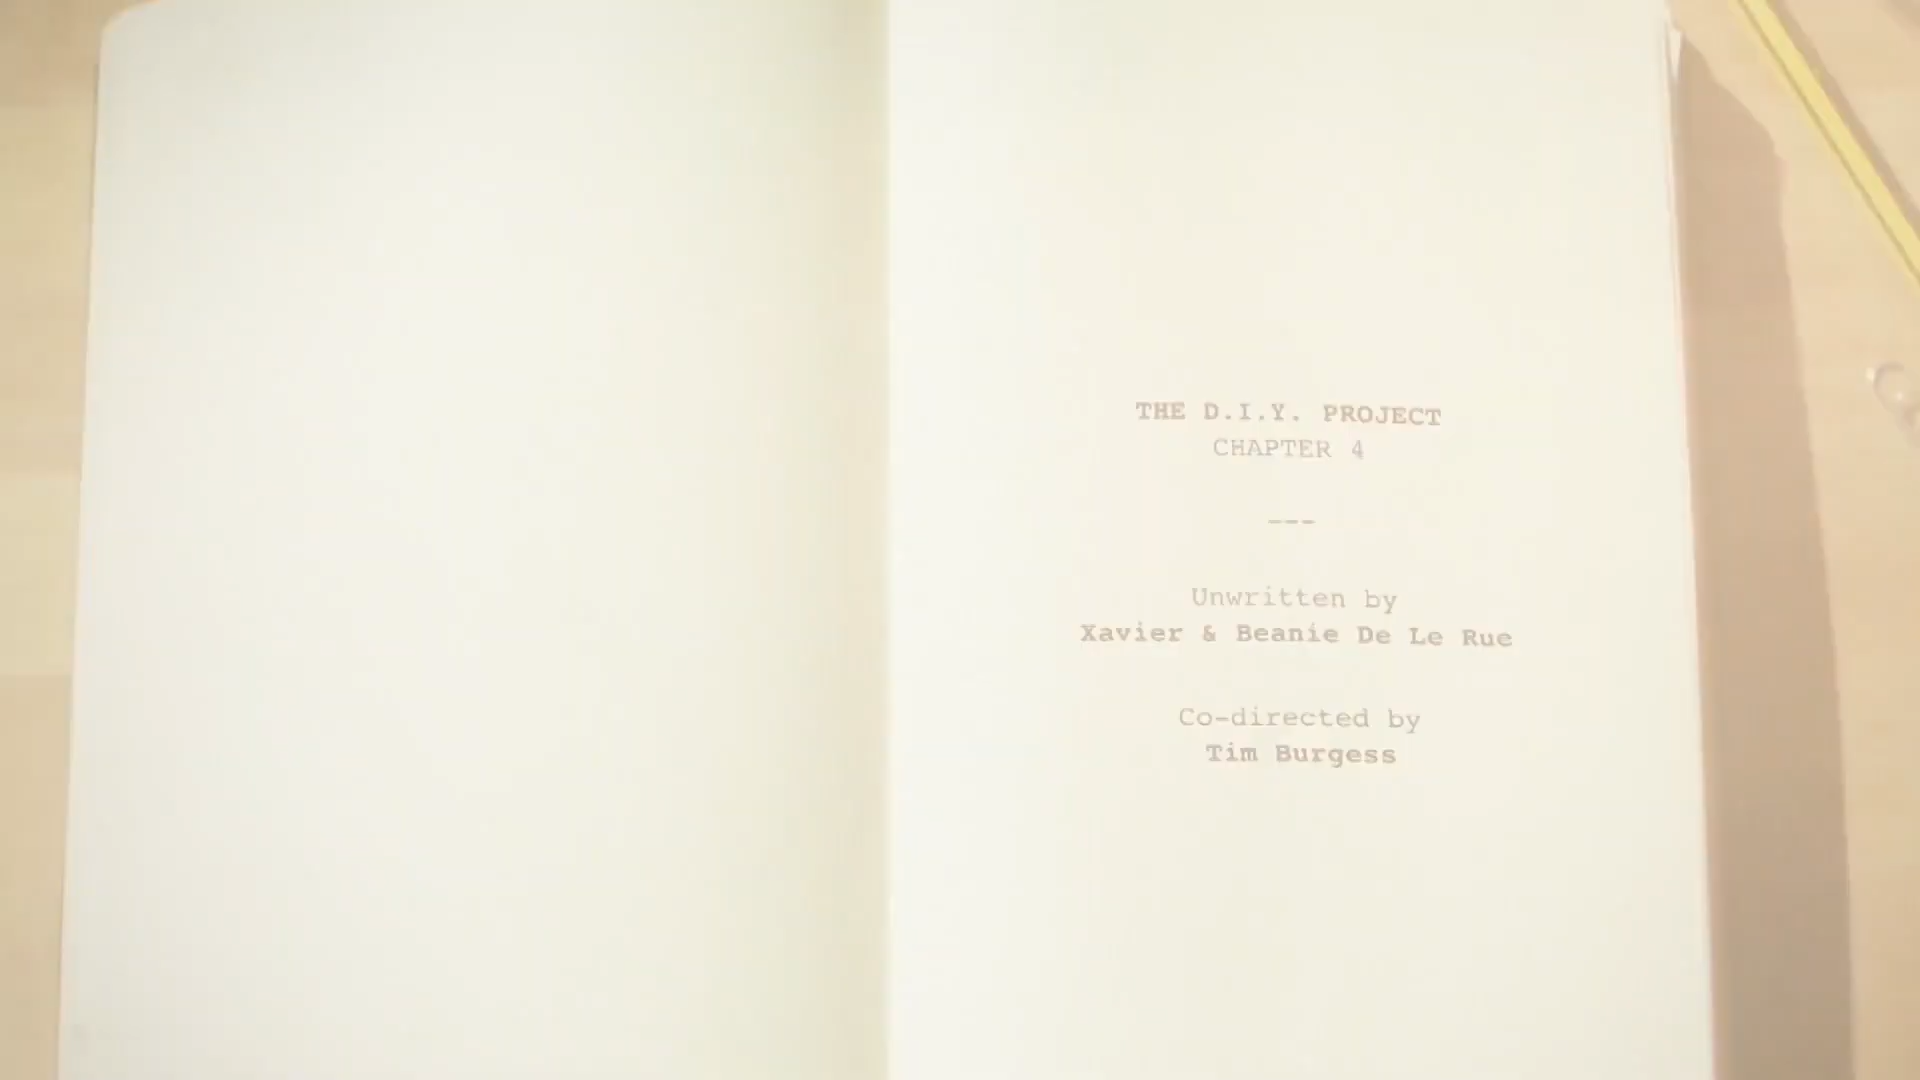 THE D.I.Y. PROJECT
CHAPTER 4
---
Unwritten by
Xavier & Beanie De Le Rue
Co-directed by
Tim Burgess